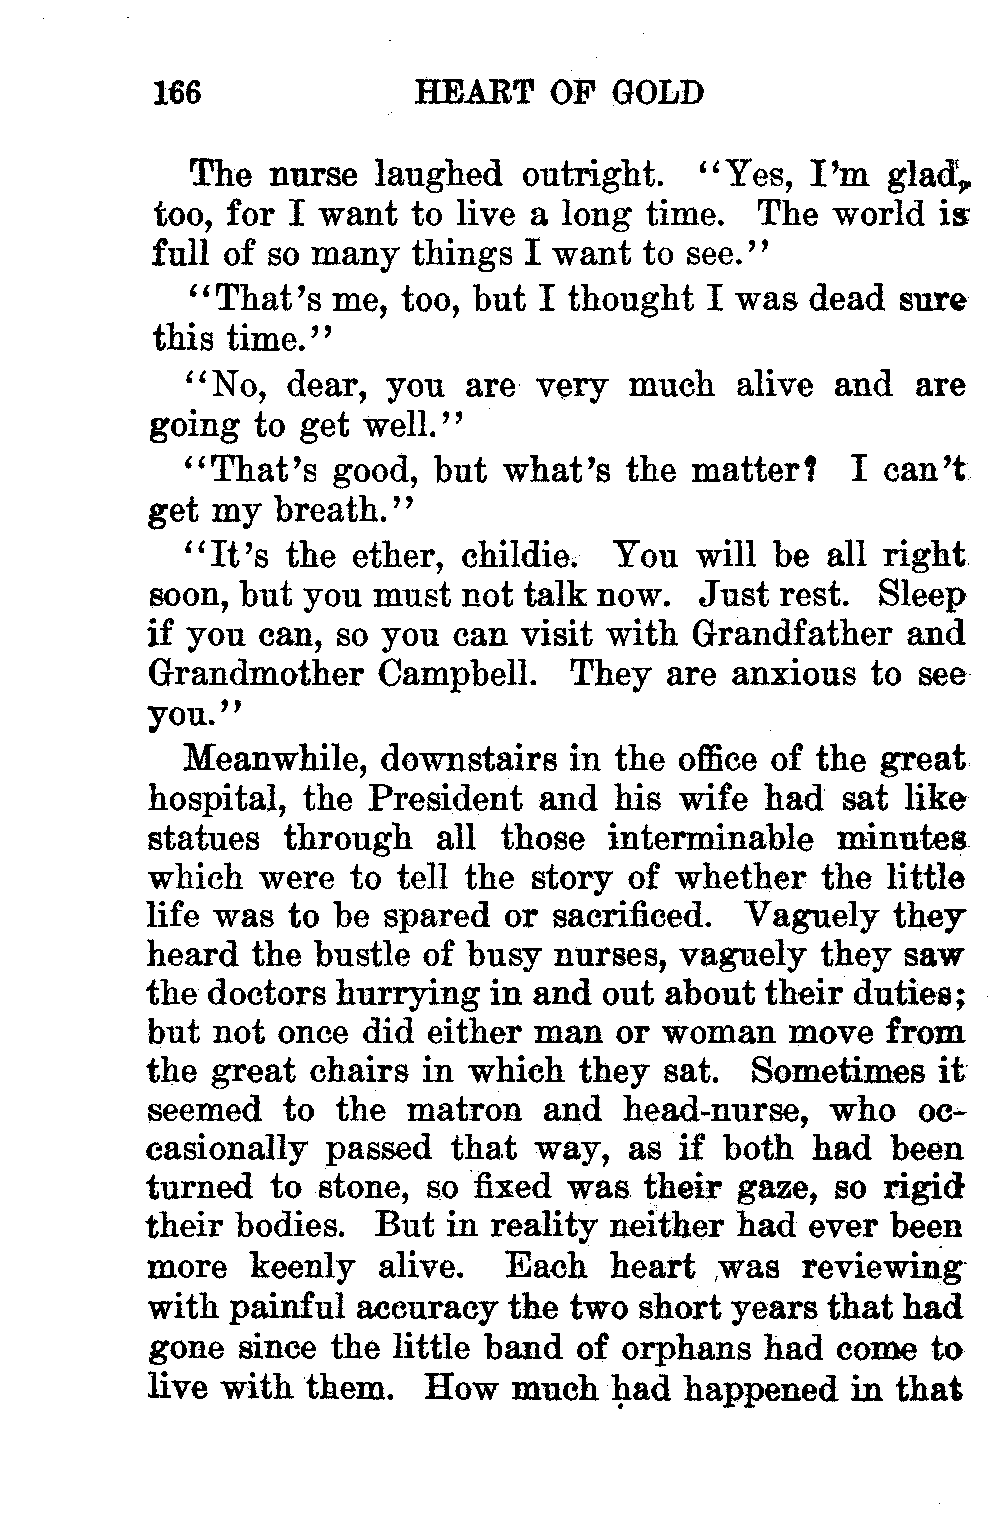 166 HEART OF GOLD
The nurse laughed outright. "Yes, I'm glad,
too, for I want to live a long time. The world is
full of so many things I want to see."
"That's me, too, but I thought I was dead sure
this time."
"No, dear, you are very much alive and are
going to get well."
"That's good, but what's the matter? I can't
get my breath."
"It's the ether, childie. You will be all right
soon, but you must not talk now. Just rest. Sleep
if you can, so you can visit with Grandfather and
Grandmother Campbell. They are anxious to see
you."
Meanwhile, downstairs in the office of the great
hospital, the President and his wife had sat like
statues through all those interminable minutes
which were to tell the story of whether the little
life was to be spared or sacrificed. Vaguely they
heard the bustle of busy nurses, vaguely they saw
the doctors hurrying in and out about their duties;
but not once did either man or woman move from
the great chairs in which they sat. Sometimes it
seemed to the matron and head-nurse, who oc-
casionally passed that way, as if both had been
turned to stone, so fixed was their gaze, so rigid
their bodies. But in reality neither had ever been
more keenly alive. Each heart was reviewing
with painful accuracy the two short years that had
gone since the little band of orphans had come to
live with them. How much had happened in that